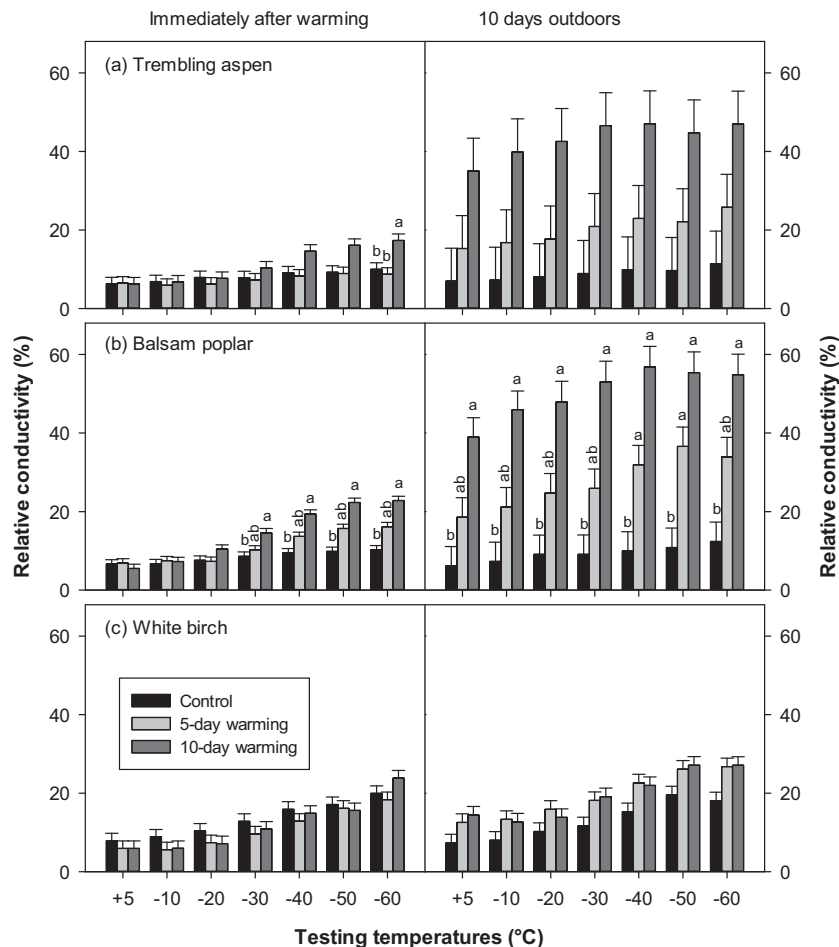 Immediately after warming
10 days outdoors
(a) Trembling aspen
60
40
20
0
b
b
a
60
40
20
0
(b) Balsam poplar
60
40
20
0
b
ab
a
b
ab
a
b
ab
a
b
ab
a
b
ab
a
b
ab
a
b
ab
a
b
ab
a
b
a
a
b
a
a
b
ab
a
60
40
20
0
(c) White birch
Control
5-day warming
10-day warming
60
40
20
0
60
40
20
0
+5 -10 -20 -30 -40 -50 -60
+5 -10 -20 -30 -40 -50 -60
Relative conductivity (%)
Relative conductivity (%)
Testing temperatures (°C)